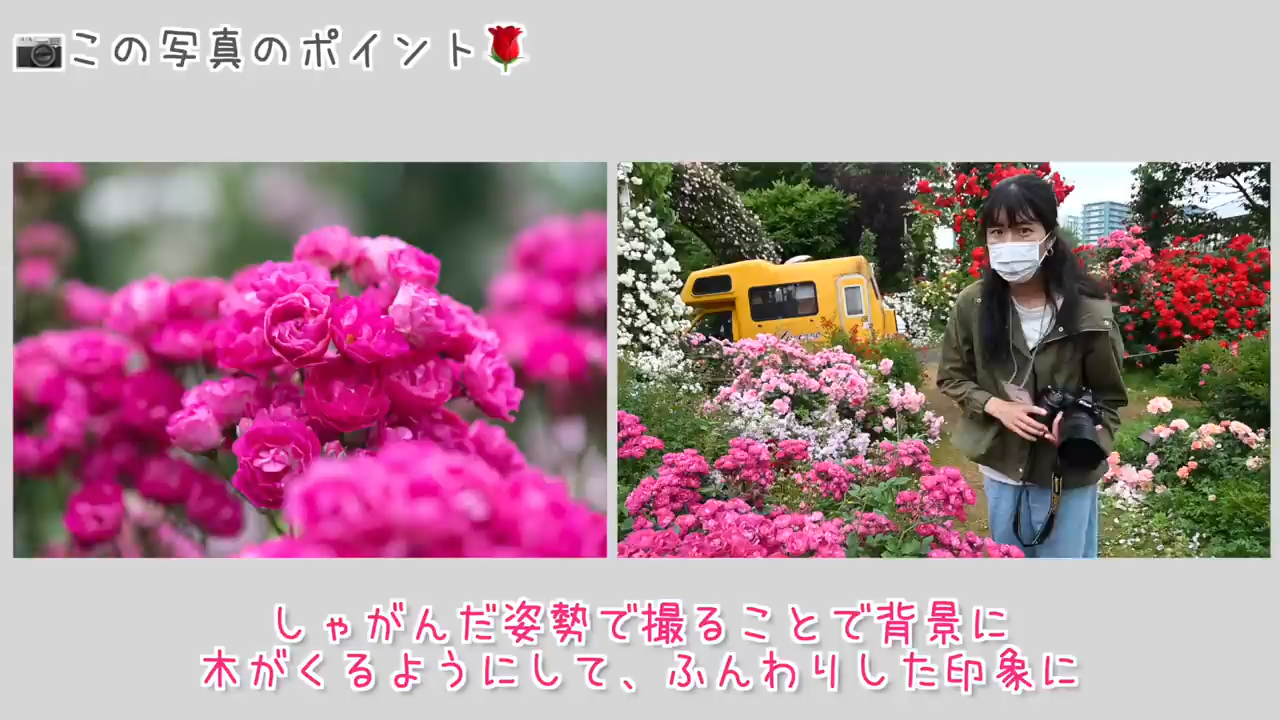 この写真のポイント
しゃがんだ姿勢で撮ることで背景に
木がくるようにして、ふんわりした印象に